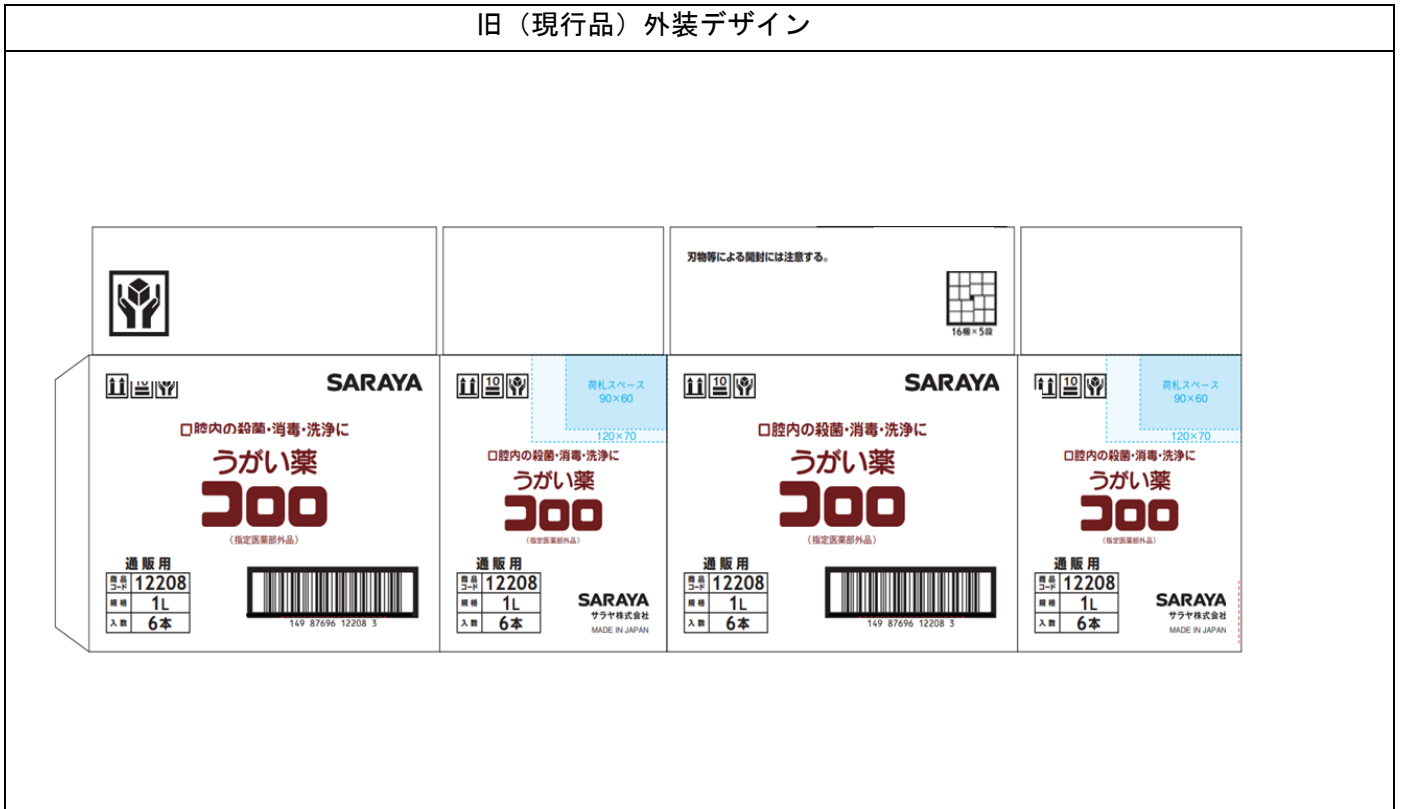 旧（現行品）外装デザイン
刃物等による開封には注意する。
16梱×5段
10
SARAYA
口腔内の殺菌・消毒・洗浄に
うがい薬
コロロ
（指定医薬部外品）
通販用
商品コード 12208
規格 1L
入数 6本
149 87696 12208 3
10
荷札スペース
90×60
120×70
口腔内の殺菌・消毒・洗浄に
うがい薬
コロロ
（指定医薬部外品）
通販用
商品コード 12208
規格 1L
入数 6本
SARAYA
サラヤ株式会社
MADE IN JAPAN
10
SARAYA
口腔内の殺菌・消毒・洗浄に
うがい薬
コロロ
（指定医薬部外品）
通販用
商品コード 12208
規格 1L
入数 6本
149 87696 12208 3
10
荷札スペース
90×60
120×70
口腔内の殺菌・消毒・洗浄に
うがい薬
コロロ
（指定医薬部外品）
通販用
商品コード 12208
規格 1L
入数 6本
SARAYA
サラヤ株式会社
MADE IN JAPAN